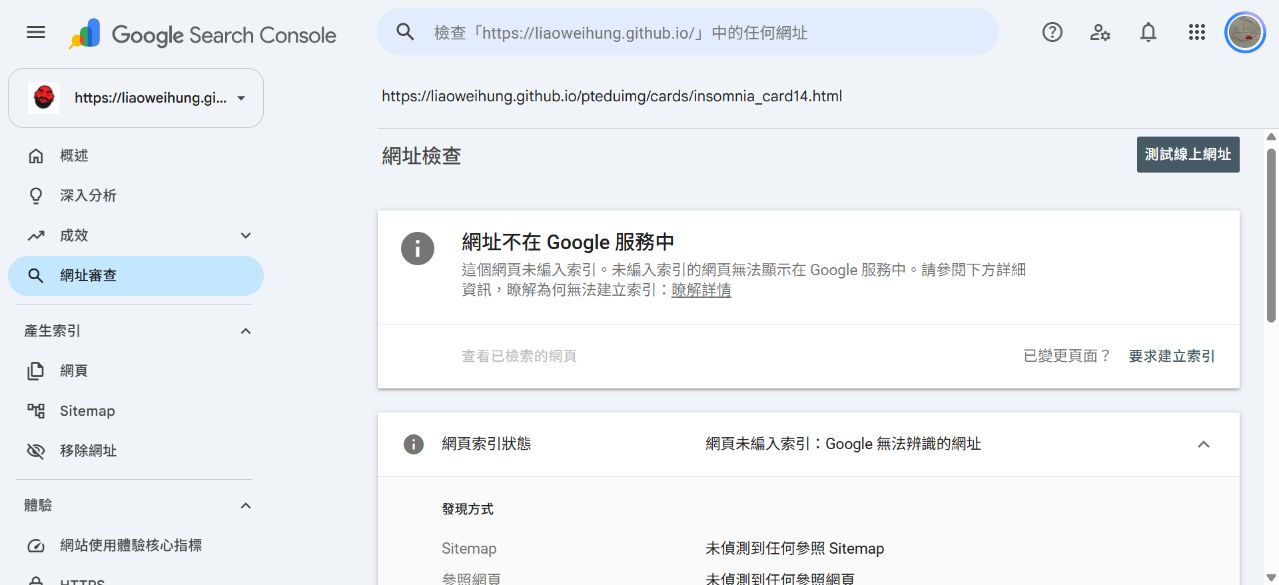 Google Search Console
檢查「https://liaoweihung.github.io/」中的任何網址
https://liaoweihung.gi...
https://liaoweihung.github.io/pteduimg/cards/insomnia_card14.html
概述
深入分析
成效
網址審查
產生索引
網頁
Sitemap
移除網址
體驗
網站使用體驗核心指標
HTTPS
網址檢查
測試線上網址
網址不在 Google 服務中
這個網頁未編入索引。未編入索引的網頁無法顯示在 Google 服務中。請參閱下方詳細
資訊，瞭解為何無法建立索引：瞭解詳情
查看已檢索的網頁
已變更頁面？ 要求建立索引
網頁索引狀態
網頁未編入索引：Google 無法辨識的網址
發現方式
Sitemap
未偵測到任何參照 Sitemap
參照網頁
未偵測到任何參照網頁